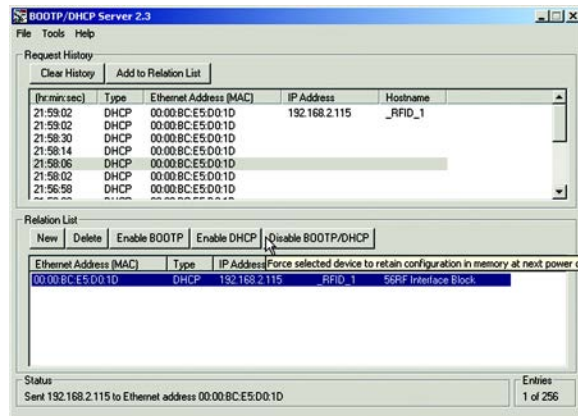 BOOTP/DHCP Server 2.3
File Tools Help
Request History
Clear History Add to Relation List
(hr:min:sec) Type Ethernet Address (MAC) IP Address Hostname
21:59:02 DHCP 00:00:BC:E5:D0:1D 192.168.2.115 _RFID_1
21:59:02 DHCP 00:00:BC:E5:D0:1D
21:58:30 DHCP 00:00:BC:E5:D0:1D
21:58:14 DHCP 00:00:BC:E5:D0:1D
21:58:06 DHCP 00:00:BC:E5:D0:1D
21:58:02 DHCP 00:00:BC:E5:D0:1D
21:56:58 DHCP 00:00:BC:E5:D0:1D
Relation List
New Delete Enable BOOTP Enable DHCP Disable BOOTP/DHCP
Ethernet Address (MAC) Type IP Address Force selected device to retain configuration in memory at next power
00:00:BC:E5:D0:1D DHCP 192.168.2.115 _RFID_1 56RF Interface Block
Status
Sent 192.168.2.115 to Ethernet address 00:00:BC:E5:D0:1D
Entries
1 of 256